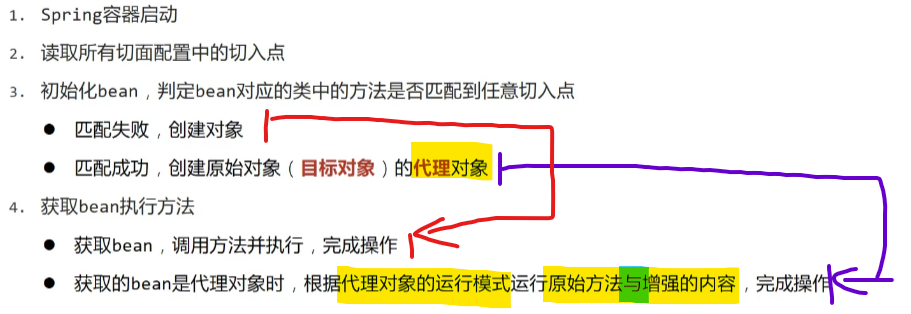 1. Spring容器启动
2. 读取所有切面配置中的切入点
3. 初始化bean，判定bean对应的类中的方法是否匹配到任意切入点
● 匹配失败，创建对象
● 匹配成功，创建原始对象（目标对象）的代理对象
4. 获取bean执行方法
● 获取bean，调用方法并执行，完成操作
● 获取的bean是代理对象时，根据代理对象的运行模式运行原始方法与增强的内容，完成操作